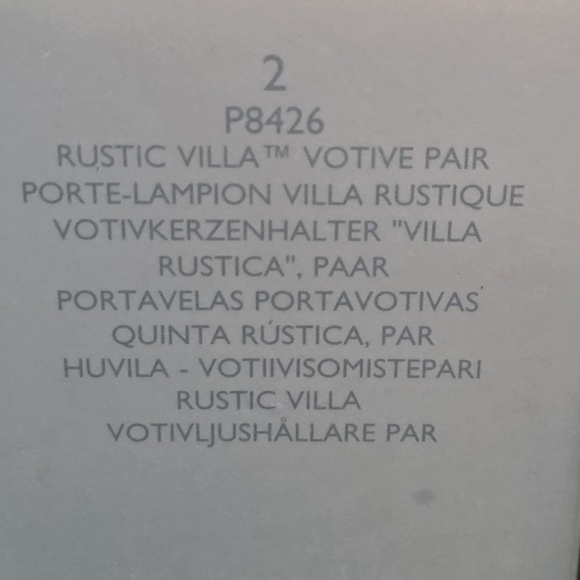 2
P8426
RUSTIC VILLA™ VOTIVE PAIR
PORTE-LAMPION VILLA RUSTIQUE
VOTIVKERZENHALTER "VILLA
RUSTICA", PAAR
PORTAVELAS PORTAVOTIVAS
QUINTA RÚSTICA, PAR
HUVILA - VOTIIVISOMISTEPARI
RUSTIC VILLA
VOTIVLJUSHÅLLARE PAR